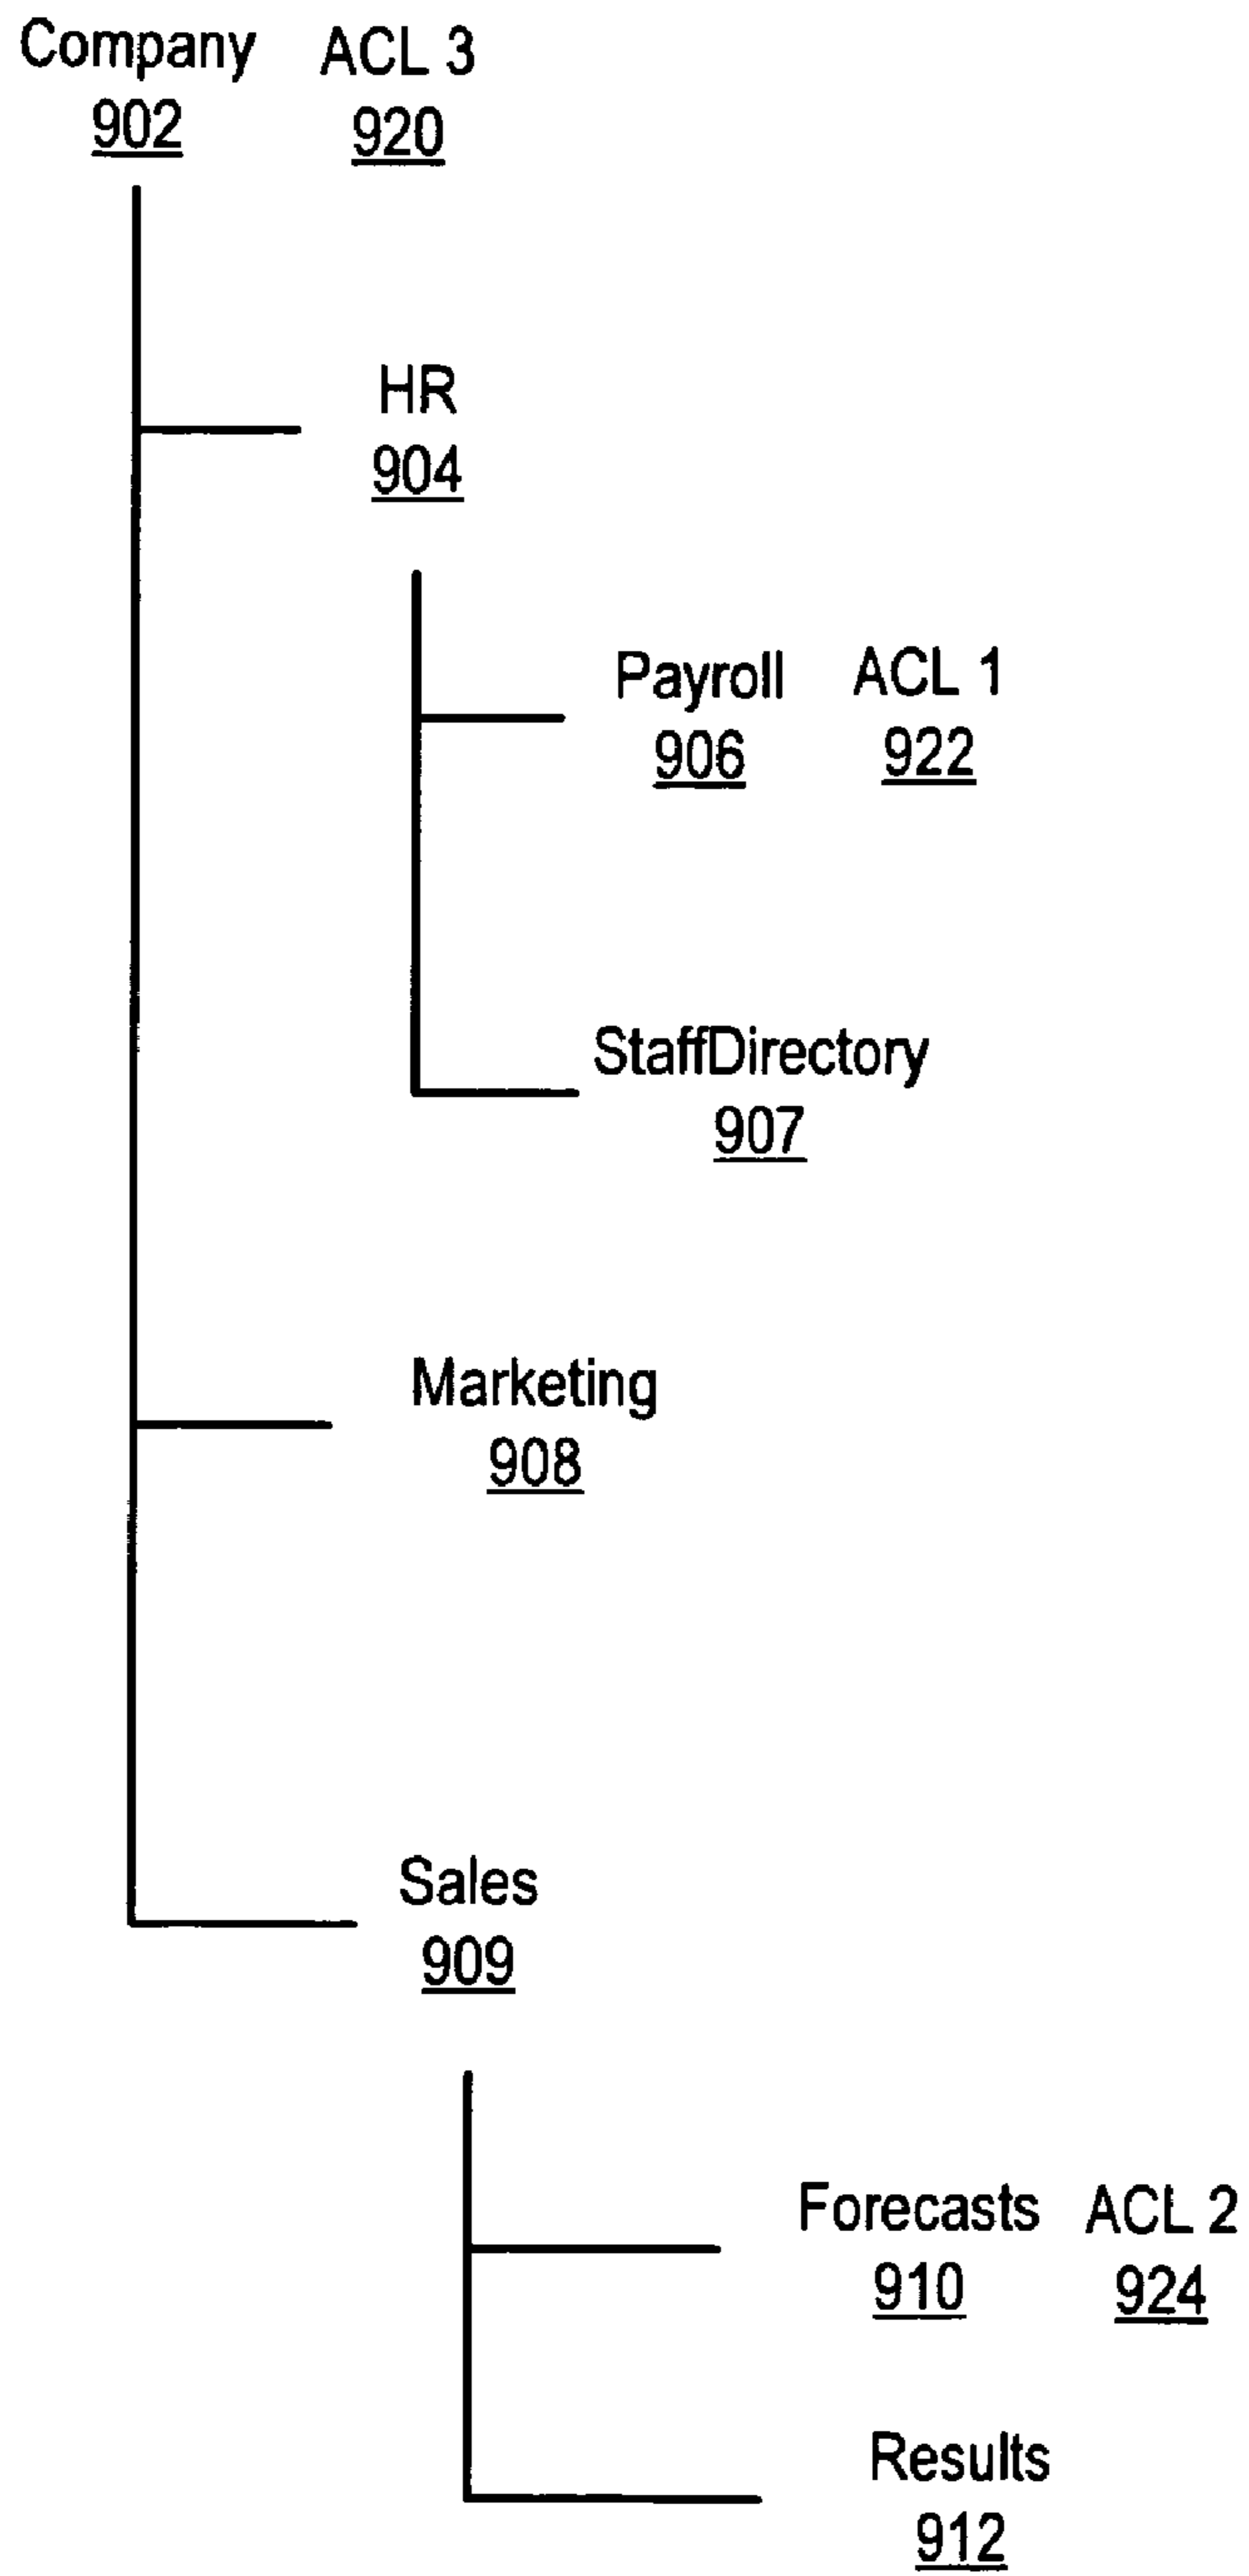 Company ACL 3
902 920
HR
904
Payroll ACL 1
906 922
StaffDirectory
907
Marketing
908
Sales
909
Forecasts ACL 2
910 924
Results
912